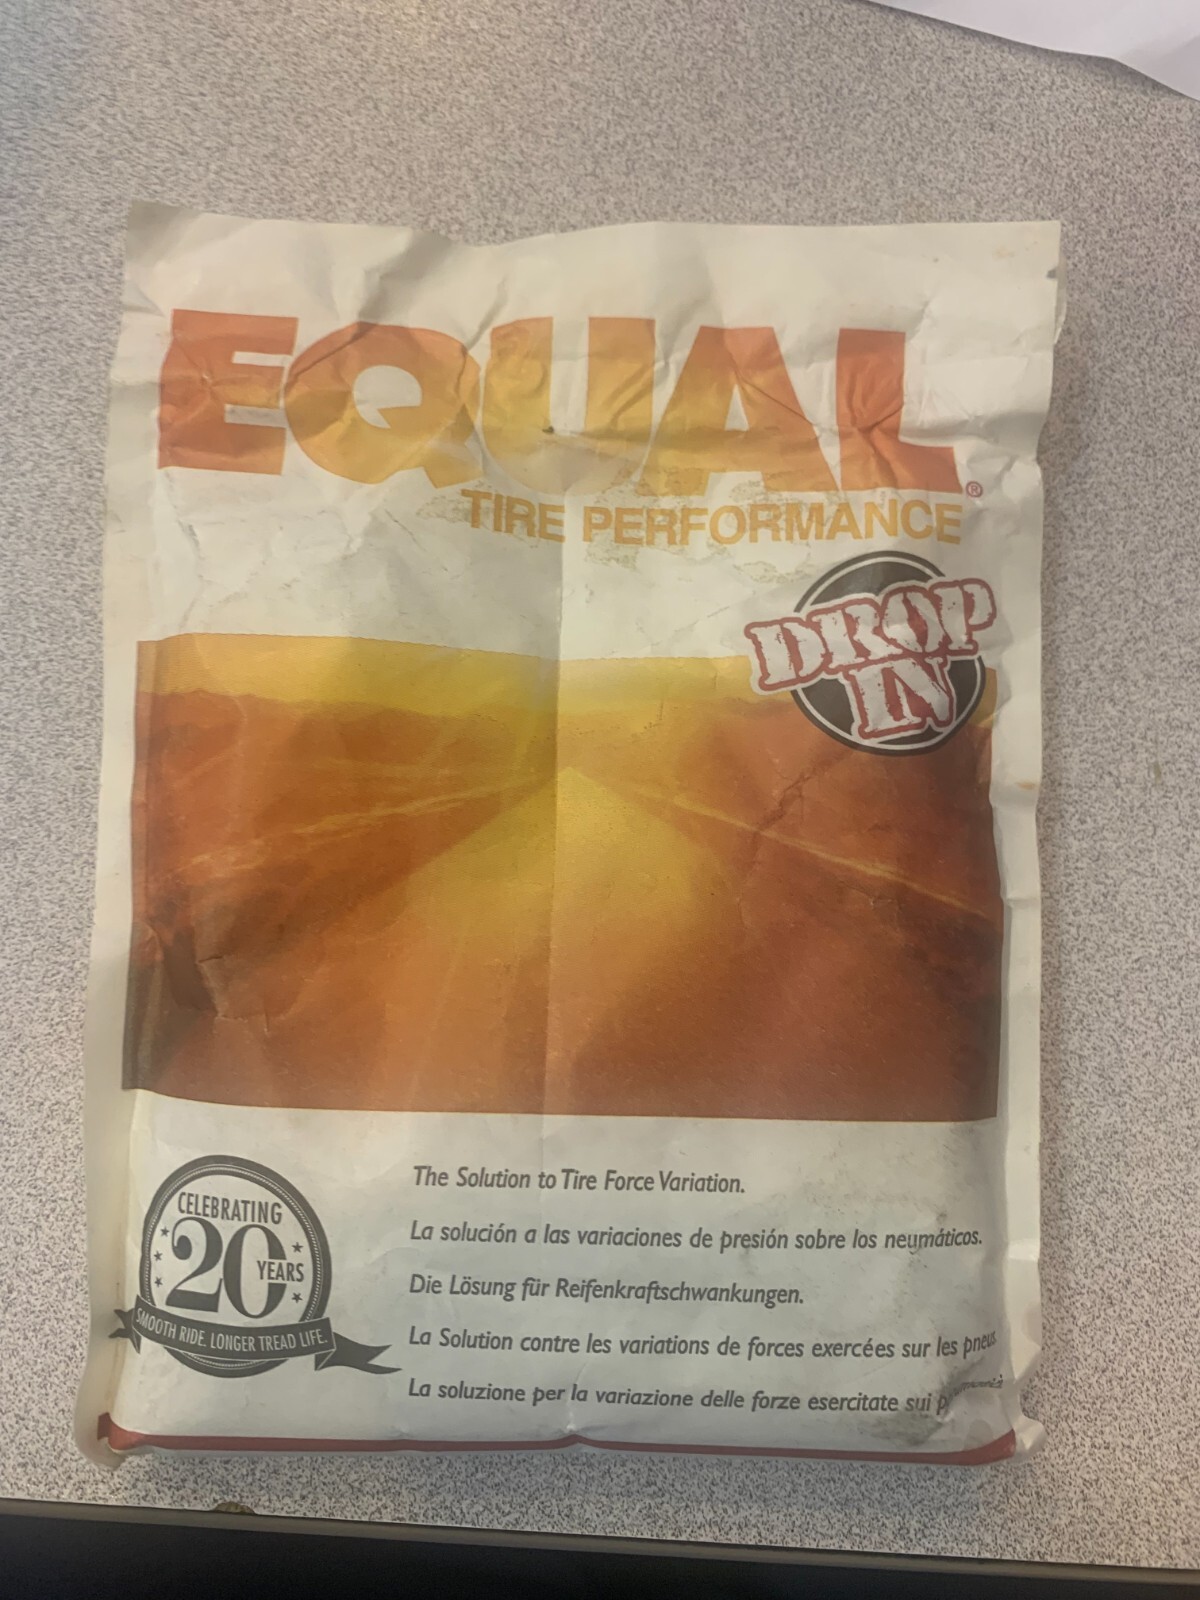 EQUAL®
TIRE PERFORMANCE
DROP
IN
CELEBRATING
20
YEARS
SMOOTH RIDE. LONGER TREAD LIFE.
The Solution to Tire Force Variation.
La solución a las variaciones de presión sobre los neumáticos.
Die Lösung für Reifenkraftschwankungen.
La Solution contre les variations de forces exercées sur les pneus
La soluzione per la variazione delle forze esercitate sui